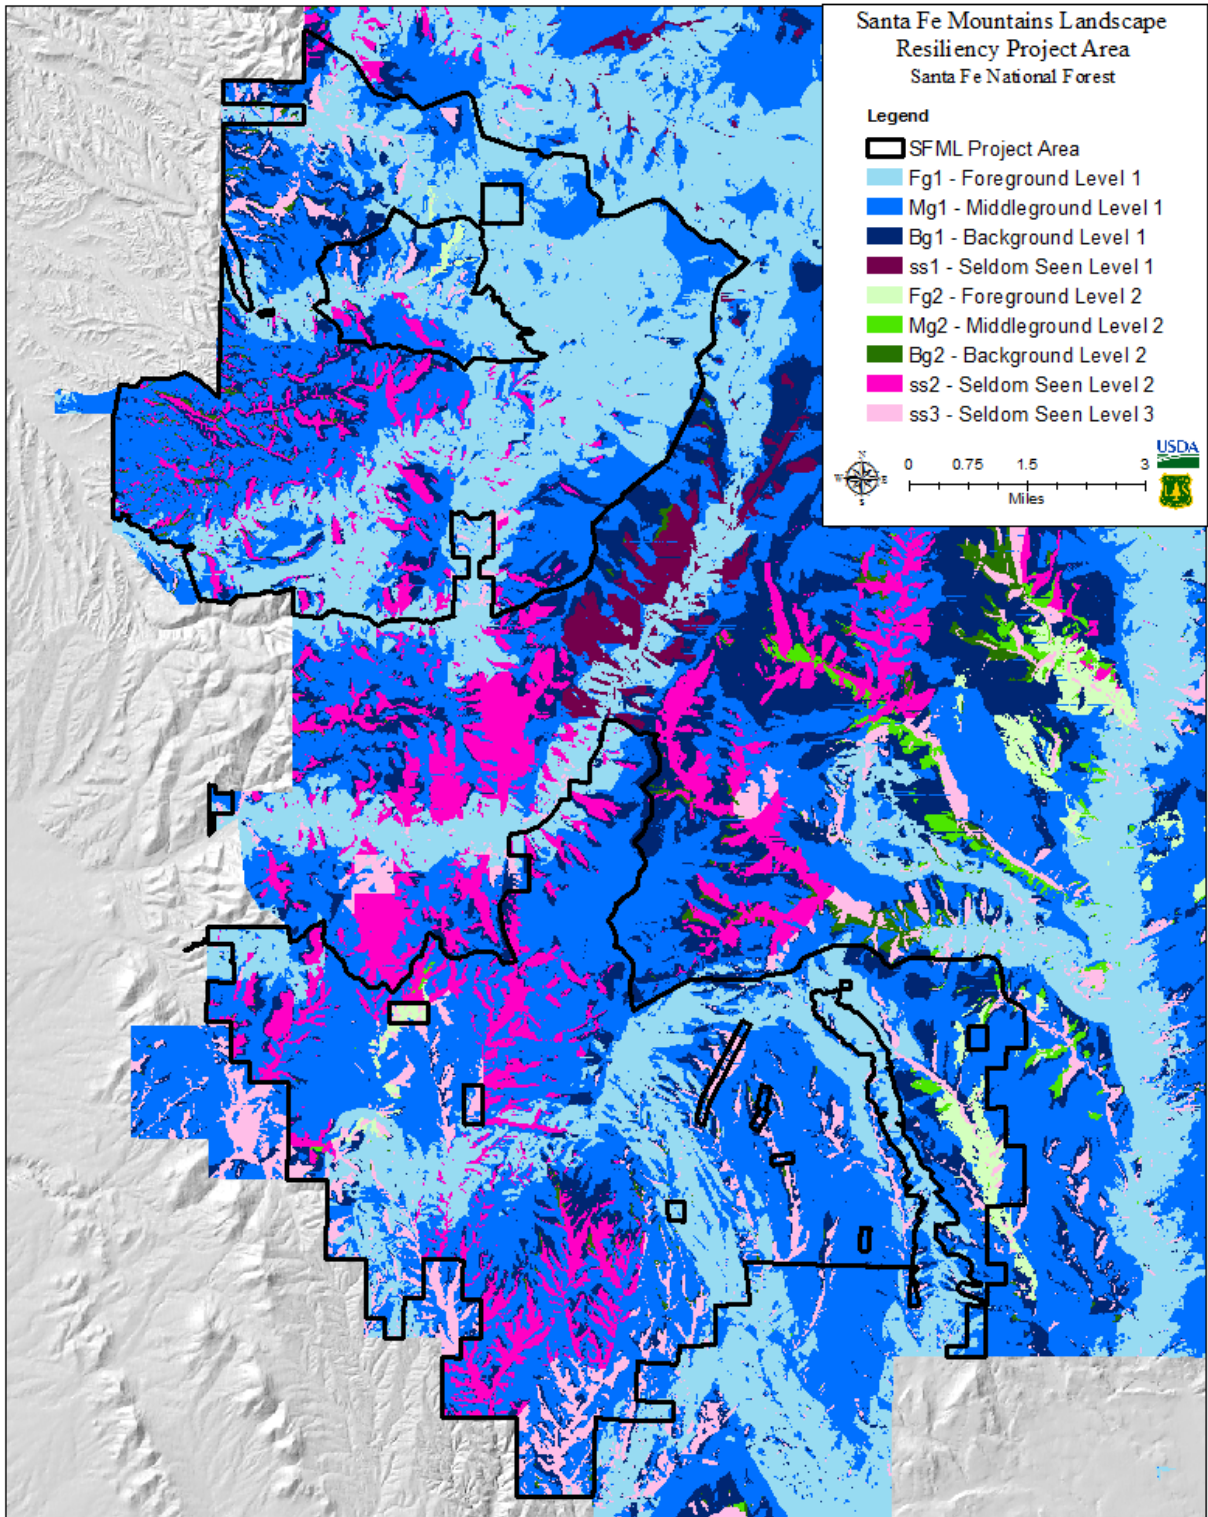 Santa Fe Mountains Landscape
Resiliency Project Area
Santa Fe National Forest
Legend
SFML Project Area
Fg1 - Foreground Level 1
Mg1 - Middleground Level 1
Bg1 - Background Level 1
ss1 - Seldom Seen Level 1
Fg2 - Foreground Level 2
Mg2 - Middleground Level 2
Bg2 - Background Level 2
ss2 - Seldom Seen Level 2
ss3 - Seldom Seen Level 3
N
W E
S
0 0.75 1.5 3
Miles
USDA